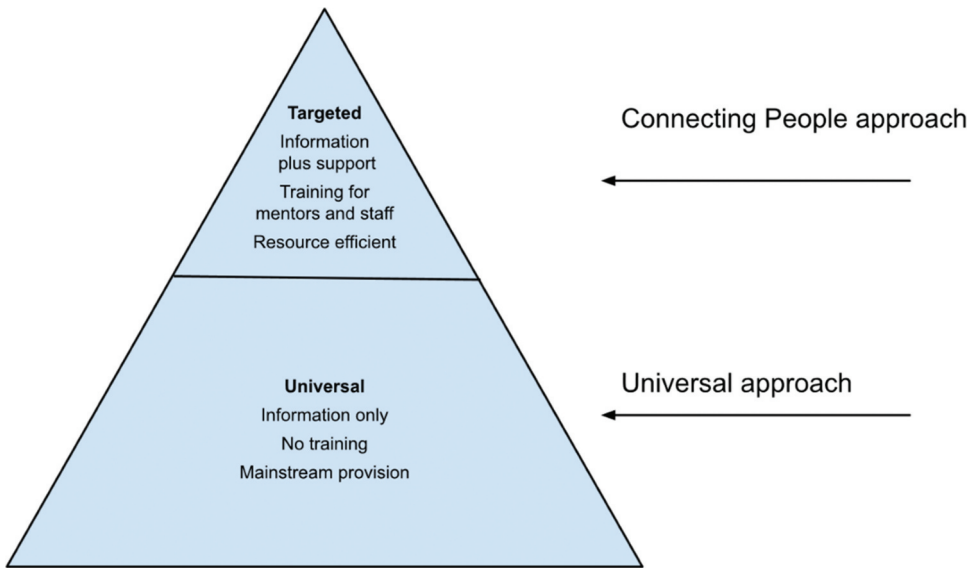 Targeted
Information
plus support
Training for
mentors and staff
Resource efficient
Connecting People approach
Universal
Information only
No training
Mainstream provision
Universal approach